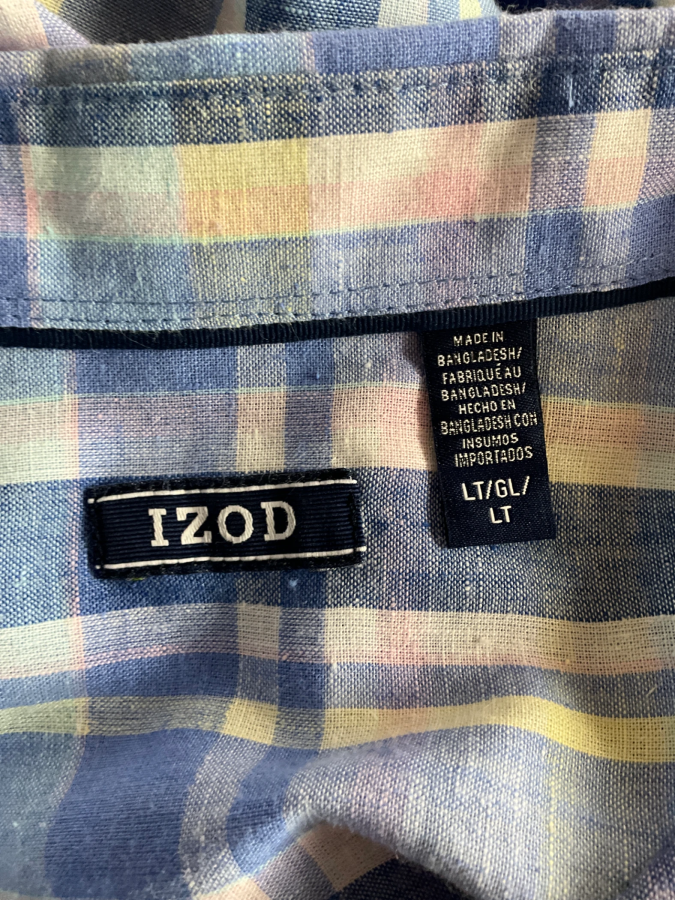 IZOD
MADE IN
BANGLADESH/
FABRIQUÉ AU
BANGLADESH/
HECHO EN
BANGLADESH CON
INSUMOS
IMPORTADOS
LT/GL/
LT